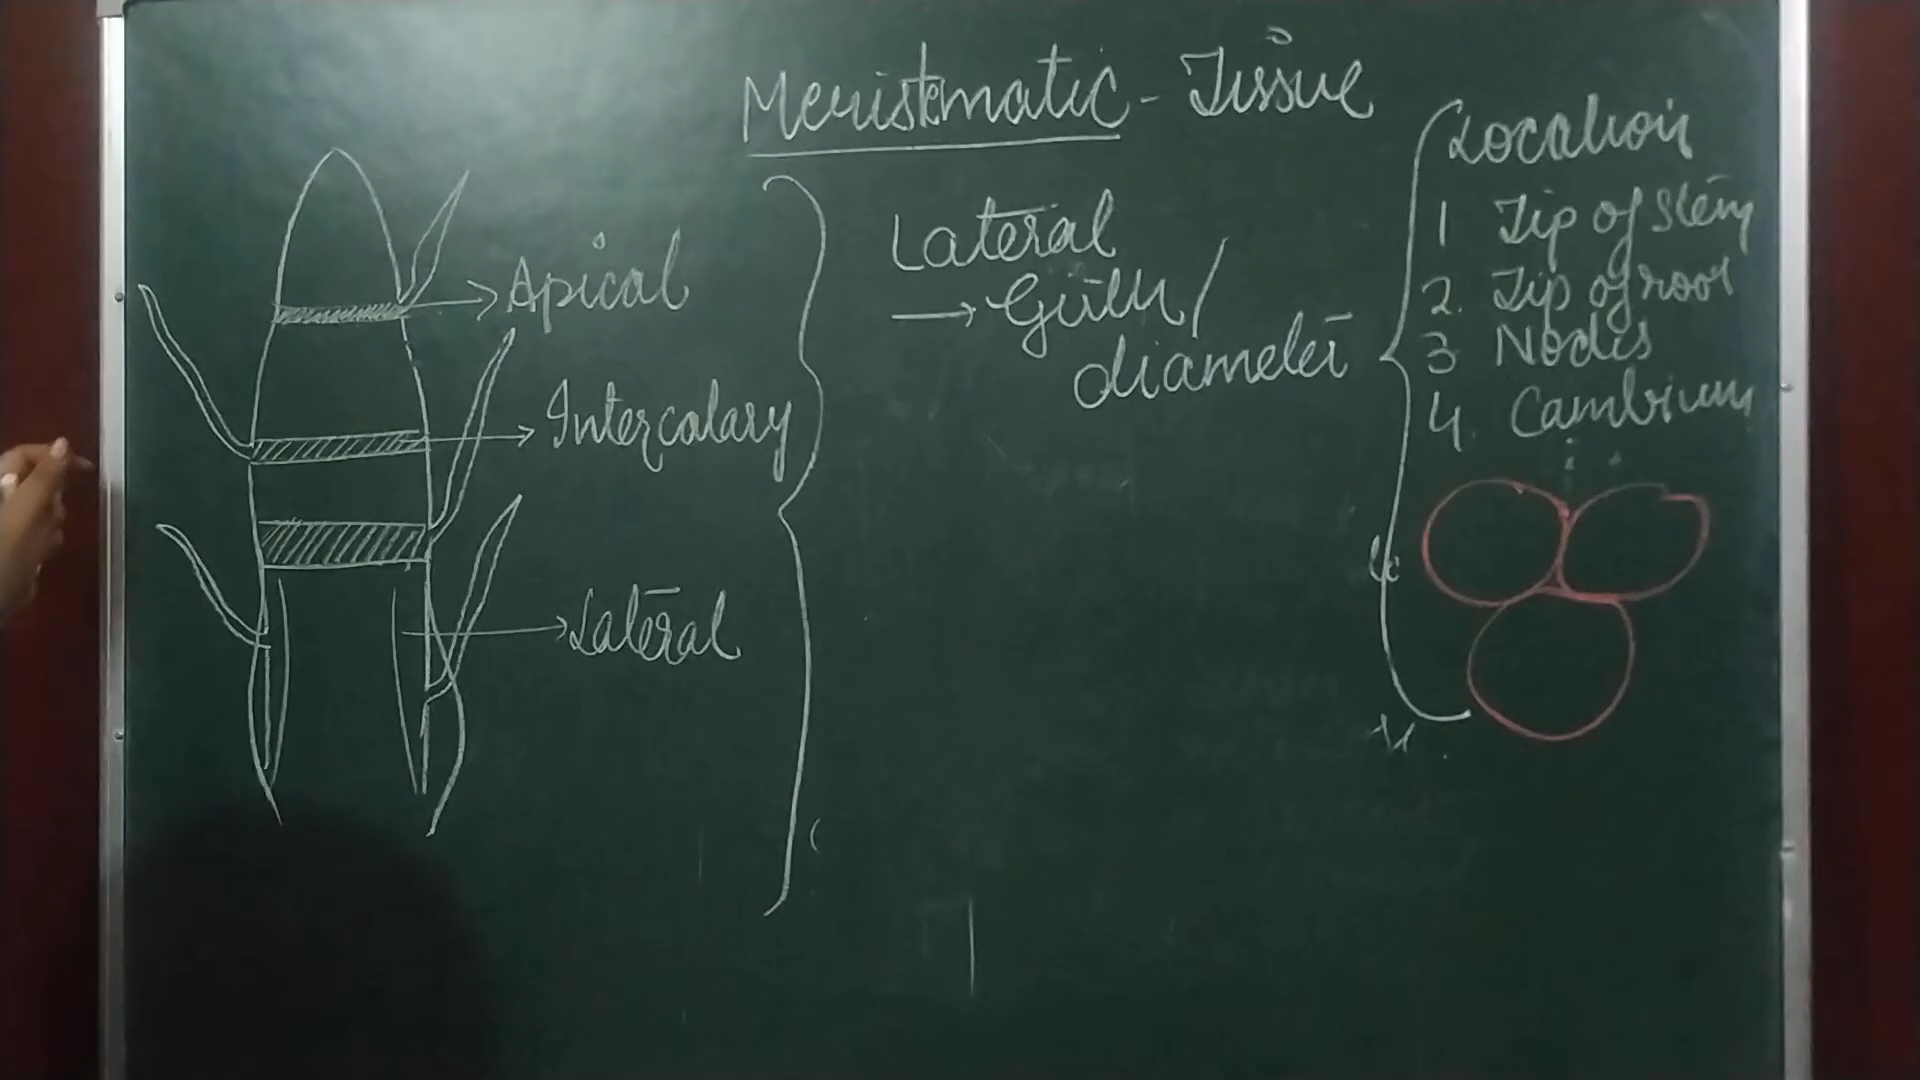 Meristematic - Tissue
Apical
Intercalary
Lateral
Lateral
→ Girth/
diameter
Location
1 Tip of stem
2. Tip of root
3 Nodes
4. Cambium